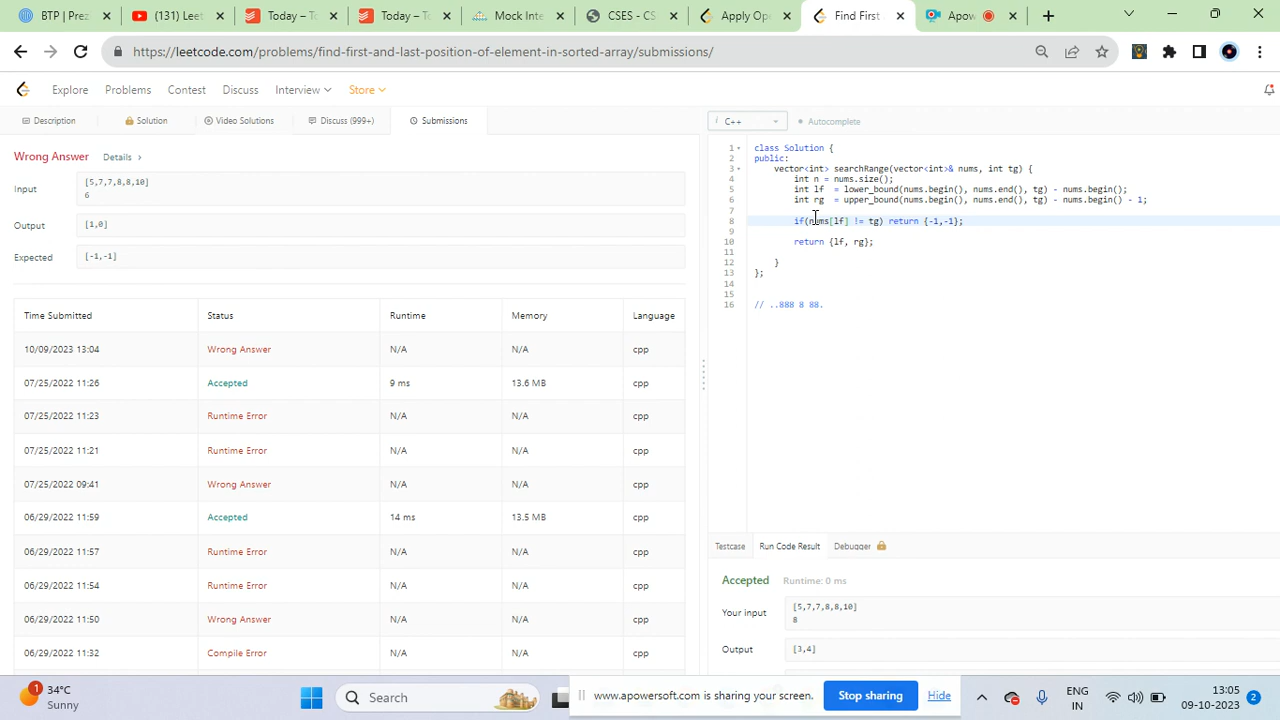 BTP Pr
(31) Leet
Today - To
Today - To
Mock Inte
CSES - CS
Apply Op
Find First
Apow
https://leetcode.com/problems/find-first-and-last-position-of-element-in-sorted-array/submissions/
Explore Problems Contest Discuss Interview Store
Description Solution Video Solutions Discuss (999+) Submissions
i C++ Autocomplete
Wrong Answer Details
Input [5,7,7,8,8,10]
6
Output [1,0]
Expected [-1,-1]
Time Submitted Status Runtime Memory Language
10/09/2023 13:04 Wrong Answer N/A N/A cpp
07/25/2022 11:26 Accepted 9 ms 13.6 MB cpp
07/25/2022 11:23 Runtime Error N/A N/A cpp
07/25/2022 11:21 Runtime Error N/A N/A cpp
07/25/2022 09:41 Wrong Answer N/A N/A cpp
06/29/2022 11:59 Accepted 14 ms 13.5 MB cpp
06/29/2022 11:57 Runtime Error N/A N/A cpp
06/29/2022 11:54 Runtime Error N/A N/A cpp
06/29/2022 11:50 Wrong Answer N/A N/A cpp
06/29/2022 11:32 Compile Error N/A N/A cpp
1 class Solution {
2 public:
3 vector<int> searchRange(vector<int>& nums, int tg) {
4 int n = nums.size();
5 int lf = lower_bound(nums.begin(), nums.end(), tg) - nums.begin();
6 int rg = upper_bound(nums.begin(), nums.end(), tg) - nums.begin() - 1;
7
8 if(nums[lf] != tg) return {-1,-1};
9
10 return {lf, rg};
11
12 }
13 };
14
15
16 // ..888 8 88.
Testcase Run Code Result Debugger
Accepted Runtime: 0 ms
Your input [5,7,7,8,8,10]
8
Output [3,4]
1 34°C
Sunny
Search
www.apowersoft.com is sharing your screen. Stop sharing Hide
ENG
IN
13:05
09-10-2023
2